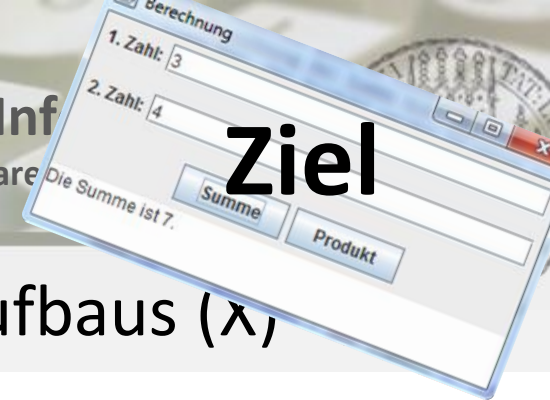 Berechnung
1. Zahl: 3
2. Zahl: 4
Ziel
Summe
Produkt
Die Summe ist 7.
Inf
are
ufbaus (X)